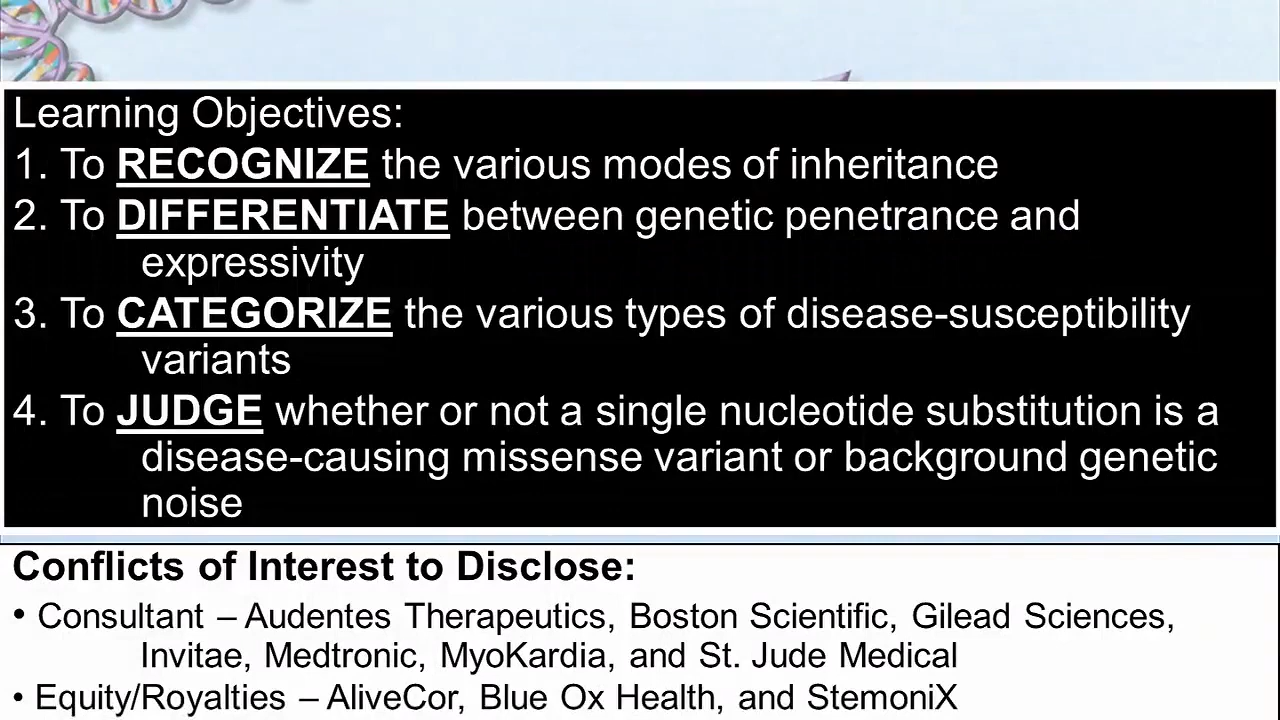 Learning Objectives:
1. To RECOGNIZE the various modes of inheritance
2. To DIFFERENTIATE between genetic penetrance and
expressivity
3. To CATEGORIZE the various types of disease-susceptibility
variants
4. To JUDGE whether or not a single nucleotide substitution is a
disease-causing missense variant or background genetic
noise
Conflicts of Interest to Disclose:
• Consultant – Audentes Therapeutics, Boston Scientific, Gilead Sciences,
Invitae, Medtronic, MyoKardia, and St. Jude Medical
• Equity/Royalties – AliveCor, Blue Ox Health, and StemoniX